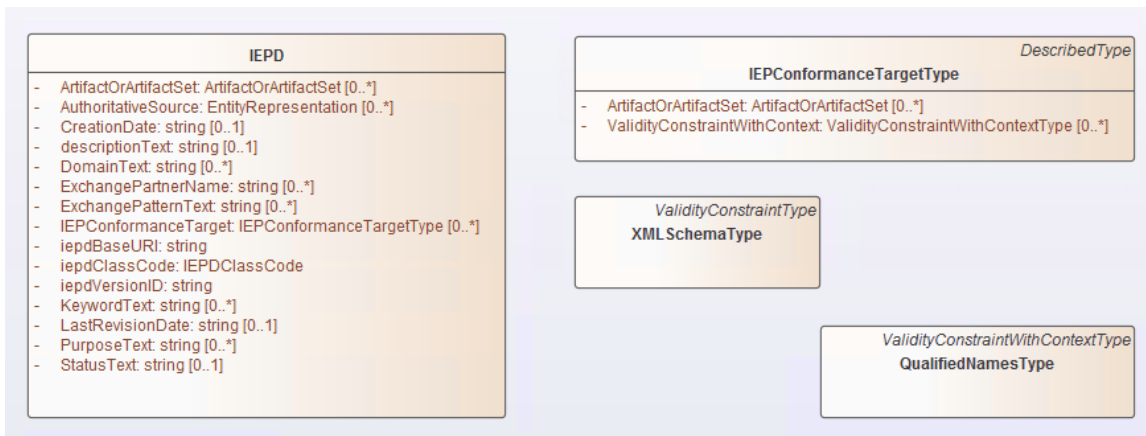 IEPD
- ArtifactOrArtifactSet: ArtifactOrArtifactSet [0..*]
- AuthoritativeSource: EntityRepresentation [0..*]
- CreationDate: string [0..1]
- descriptionText: string [0..1]
- DomainText: string [0..*]
- ExchangePartnerName: string [0..*]
- ExchangePatternText: string [0..*]
- IEPConformanceTarget: IEPConformanceTargetType [0..*]
- iepdBaseURI: string
- iepdClassCode: IEPDClassCode
- iepdVersionID: string
- KeywordText: string [0..*]
- LastRevisionDate: string [0..1]
- PurposeText: string [0..*]
- StatusText: string [0..1]
DescribedType
IEPConformanceTargetType
- ArtifactOrArtifactSet: ArtifactOrArtifactSet [0..*]
- ValidityConstraintWithContext: ValidityConstraintWithContextType [0..*]
ValidityConstraintType
XMLSchemaType
ValidityConstraintWithContextType
QualifiedNamesType